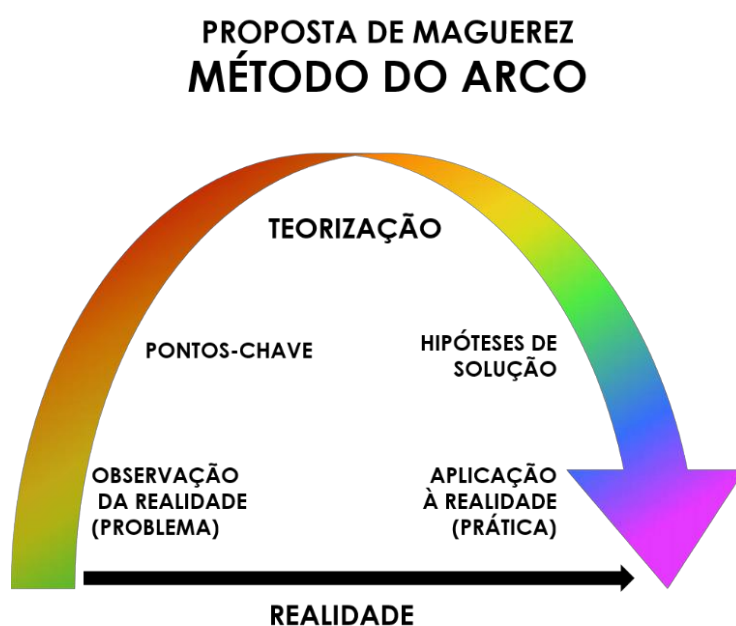 PROPOSTA DE MAGUEREZ
MÉTODO DO ARCO
TEORIZAÇÃO
PONTOS-CHAVE
HIPÓTESES DE
SOLUÇÃO
OBSERVAÇÃO
DA REALIDADE
(PROBLEMA)
APLICAÇÃO
À REALIDADE
(PRÁTICA)
REALIDADE